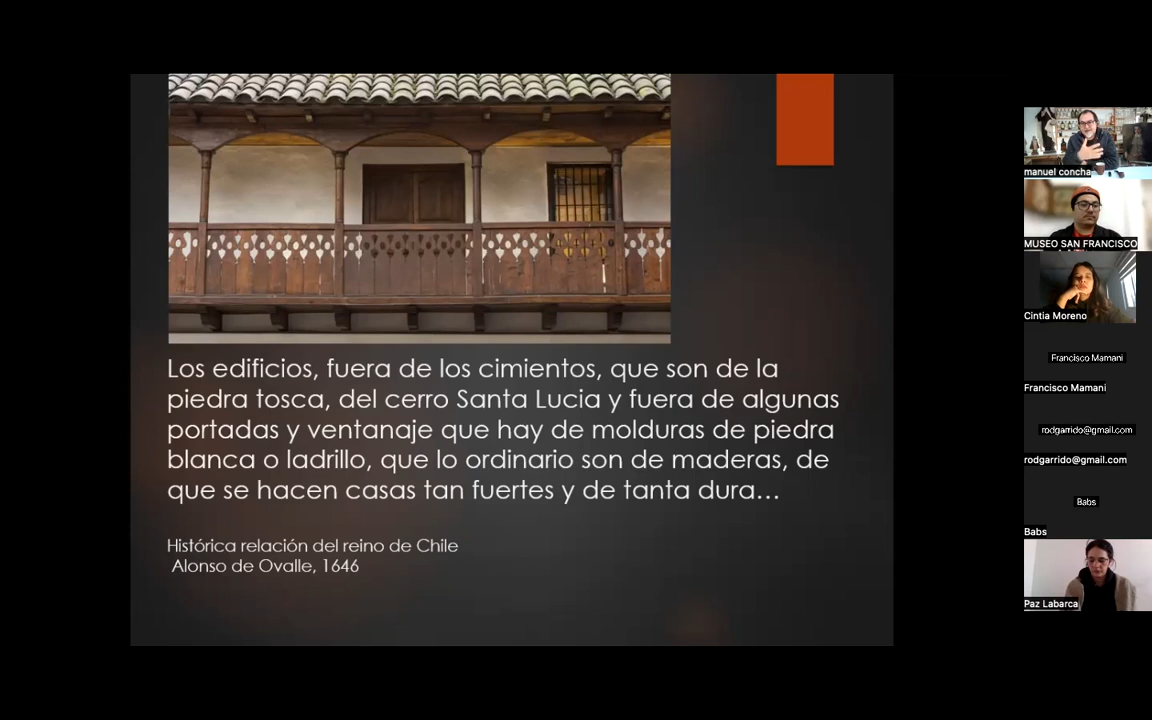 Los edificios, fuera de los cimientos, que son de la
piedra tosca, del cerro Santa Lucia y fuera de algunas
portadas y ventanaje que hay de molduras de piedra
blanca o ladrillo, que lo ordinario son de maderas, de
que se hacen casas tan fuertes y de tanta dura...
Histórica relación del reino de Chile
Alonso de Ovalle, 1646
manuel concha
MUSEO SAN FRANCISCO
Cintia Moreno
Francisco Mamani
Francisco Mamani
rodgarrido@gmail.com
rodgarrido@gmail.com
Babs
Babs
Paz Labarca